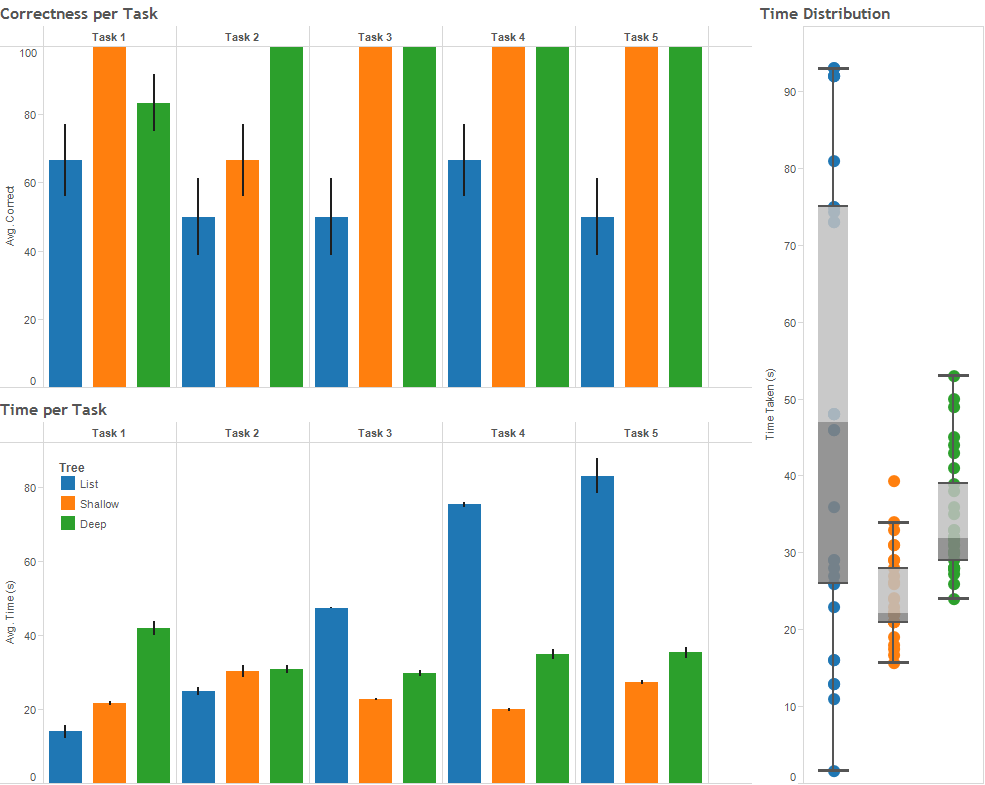 Correctness per Task
Task 1 Task 2 Task 3 Task 4 Task 5
100
80
60
40
20
0
Avg. Correct
Time per Task
Task 1 Task 2 Task 3 Task 4 Task 5
Tree
List
Shallow
Deep
80
60
40
20
0
Avg. Time (s)
Time Distribution
90
80
70
60
50
40
30
20
10
0
Time Taken (s)